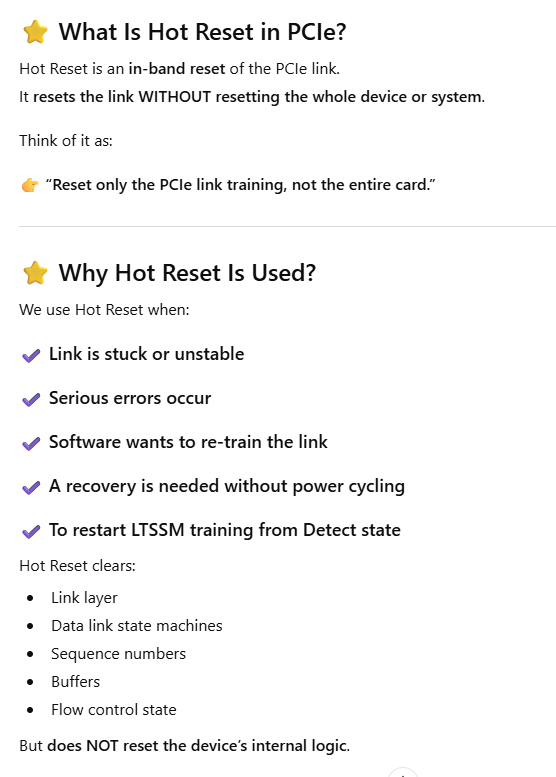 ⭐ What Is Hot Reset in PCIe?
Hot Reset is an in-band reset of the PCIe link.
It resets the link WITHOUT resetting the whole device or system.
Think of it as:
👉 “Reset only the PCIe link training, not the entire card.”
⭐ Why Hot Reset Is Used?
We use Hot Reset when:
✔ Link is stuck or unstable
✔ Serious errors occur
✔ Software wants to re-train the link
✔ A recovery is needed without power cycling
✔ To restart LTSSM training from Detect state
Hot Reset clears:
• Link layer
• Data link state machines
• Sequence numbers
• Buffers
• Flow control state
But does NOT reset the device’s internal logic.